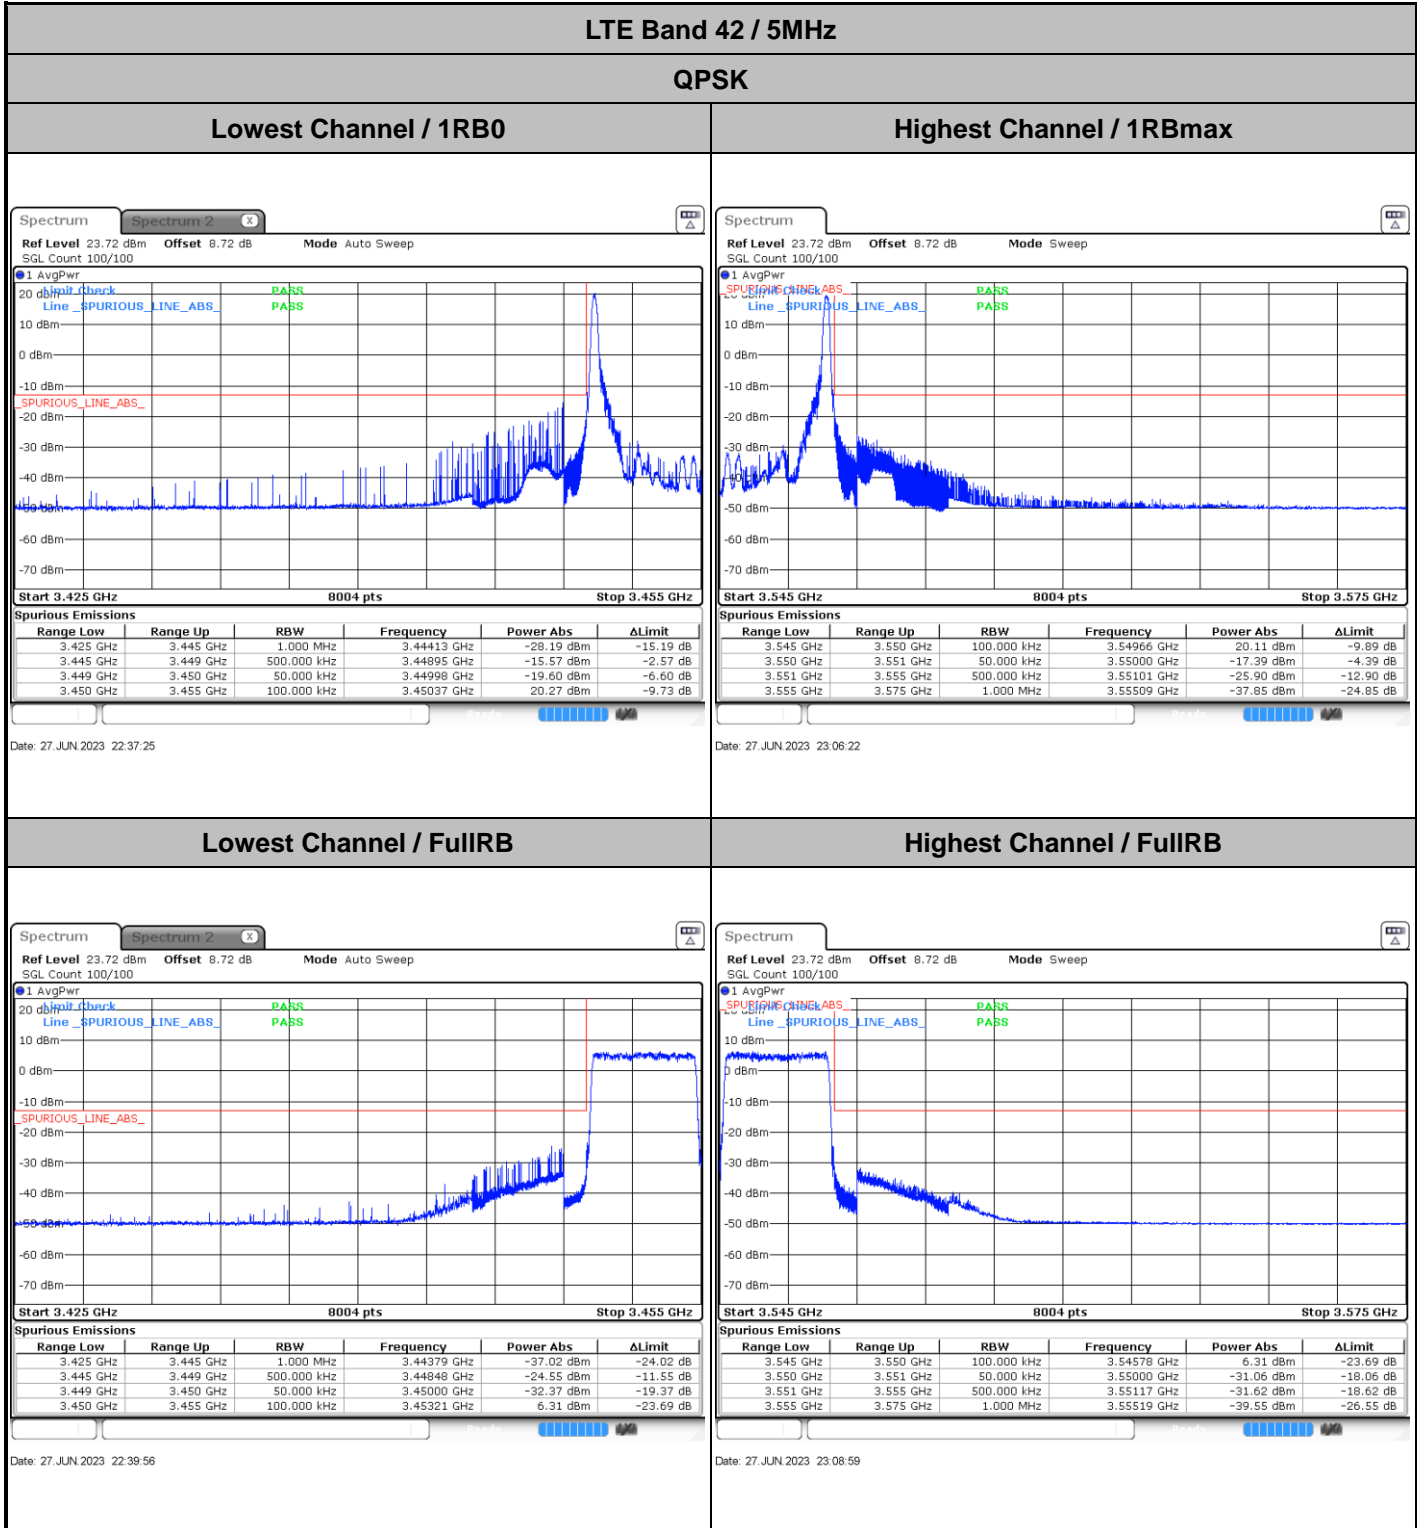 LTE Band 42 / 5MHz
QPSK
Lowest Channel / 1RB0
Highest Channel / 1RBmax
Spectrum Spectrum 2 X
Ref Level 23.72 dBm Offset 8.72 dB Mode Auto Sweep
SGL Count 100/100
1 AvgPwr
20 dBm Limit Check PASS
Line _SPURIOUS_LINE_ABS_ PASS
10 dBm
0 dBm
-10 dBm
_SPURIOUS_LINE_ABS_
-20 dBm
-30 dBm
-40 dBm
-50 dBm
-60 dBm
-70 dBm
Start 3.425 GHz 8004 pts Stop 3.455 GHz
Spurious Emissions
Range Low Range Up RBW Frequency Power Abs ΔLimit
3.425 GHz 3.445 GHz 1.000 MHz 3.44413 GHz -28.19 dBm -15.19 dB
3.445 GHz 3.449 GHz 500.000 kHz 3.44895 GHz -15.57 dBm -2.57 dB
3.449 GHz 3.450 GHz 50.000 kHz 3.44998 GHz -19.60 dBm -6.60 dB
3.450 GHz 3.455 GHz 100.000 kHz 3.45037 GHz 20.27 dBm -9.73 dB
Ready
Date: 27.JUN.2023 22:37:25
Spectrum
Ref Level 23.72 dBm Offset 8.72 dB Mode Sweep
SGL Count 100/100
1 AvgPwr
_SPURIOUS_LINE_ABS_
20 dBm Limit Check PASS
Line _SPURIOUS_LINE_ABS_ PASS
10 dBm
0 dBm
-10 dBm
-20 dBm
-30 dBm
-40 dBm
-50 dBm
-60 dBm
-70 dBm
Start 3.545 GHz 8004 pts Stop 3.575 GHz
Spurious Emissions
Range Low Range Up RBW Frequency Power Abs ΔLimit
3.545 GHz 3.550 GHz 100.000 kHz 3.54966 GHz 20.11 dBm -9.89 dB
3.550 GHz 3.551 GHz 50.000 kHz 3.55000 GHz -17.39 dBm -4.39 dB
3.551 GHz 3.555 GHz 500.000 kHz 3.55101 GHz -25.90 dBm -12.90 dB
3.555 GHz 3.575 GHz 1.000 MHz 3.55509 GHz -37.85 dBm -24.85 dB
Ready
Date: 27.JUN.2023 23:06:22
Lowest Channel / FullRB
Highest Channel / FullRB
Spectrum Spectrum 2 X
Ref Level 23.72 dBm Offset 8.72 dB Mode Auto Sweep
SGL Count 100/100
1 AvgPwr
20 dBm Limit Check PASS
Line _SPURIOUS_LINE_ABS_ PASS
10 dBm
0 dBm
-10 dBm
_SPURIOUS_LINE_ABS_
-20 dBm
-30 dBm
-40 dBm
-50 dBm
-60 dBm
-70 dBm
Start 3.425 GHz 8004 pts Stop 3.455 GHz
Spurious Emissions
Range Low Range Up RBW Frequency Power Abs ΔLimit
3.425 GHz 3.445 GHz 1.000 MHz 3.44379 GHz -37.02 dBm -24.02 dB
3.445 GHz 3.449 GHz 500.000 kHz 3.44848 GHz -24.55 dBm -11.55 dB
3.449 GHz 3.450 GHz 50.000 kHz 3.45000 GHz -32.37 dBm -19.37 dB
3.450 GHz 3.455 GHz 100.000 kHz 3.45321 GHz 6.31 dBm -23.69 dB
Ready
Date: 27.JUN.2023 22:39:56
Spectrum
Ref Level 23.72 dBm Offset 8.72 dB Mode Sweep
SGL Count 100/100
1 AvgPwr
_SPURIOUS_LINE_ABS_
20 dBm Limit Check PASS
Line _SPURIOUS_LINE_ABS_ PASS
10 dBm
0 dBm
-10 dBm
-20 dBm
-30 dBm
-40 dBm
-50 dBm
-60 dBm
-70 dBm
Start 3.545 GHz 8004 pts Stop 3.575 GHz
Spurious Emissions
Range Low Range Up RBW Frequency Power Abs ΔLimit
3.545 GHz 3.550 GHz 100.000 kHz 3.54578 GHz 6.31 dBm -23.69 dB
3.550 GHz 3.551 GHz 50.000 kHz 3.55000 GHz -31.06 dBm -18.06 dB
3.551 GHz 3.555 GHz 500.000 kHz 3.55117 GHz -31.62 dBm -18.62 dB
3.555 GHz 3.575 GHz 1.000 MHz 3.55519 GHz -39.55 dBm -26.55 dB
Ready
Date: 27.JUN.2023 23:08:59